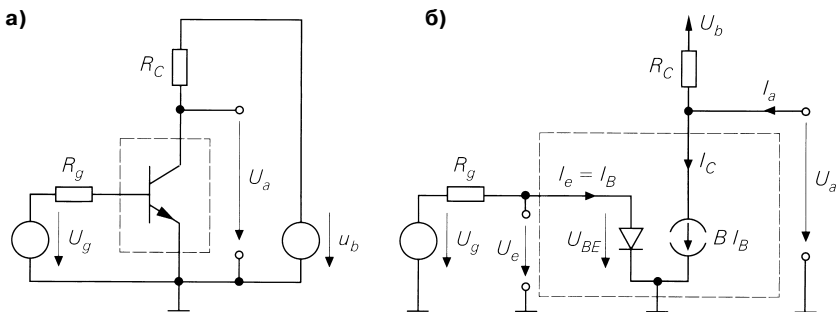 а)
R_C
R_g
U_a
U_g
u_b
б)
U_b
R_C
I_a
R_g
I_e = I_B
I_C
U_a
U_g
U_e
U_BE
B I_B